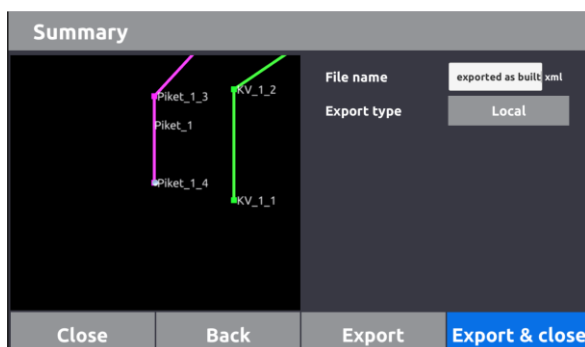 Summary
Piket_1_3
KV_1_2
Piket_1
Piket_1_4
KV_1_1
File name
exported as built xml
Export type
Local
Close
Back
Export
Export & close